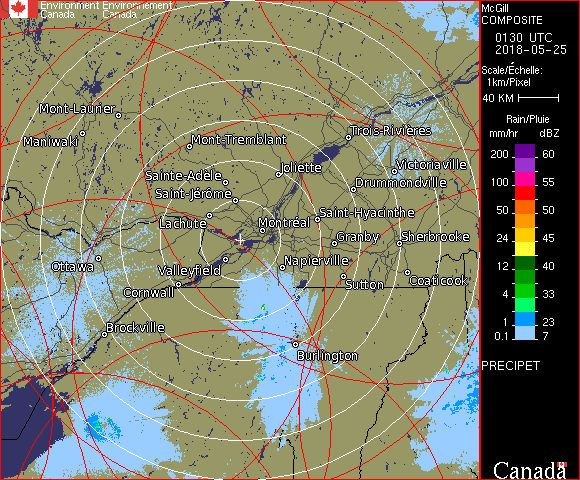 Environment Environnement
Canada Canada
McGill
COMPOSITE
0130 UTC
2018-05-25
Scale/Échelle:
1km/Pixel
40 KM
Rain/Pluie
mm/hr dBZ
200 60
100 55
100 55
50 50
24 45
12 40
4 33
1 23
0.1 7
PRECIPET
Canada
Mont-Laurier
Maniwaki
Mont-Tremblant
Trois-Rivières
Joliette
Victoriaville
Sainte-Adèle
Drummondville
Saint-Jérôme
Saint-Hyacinthe
Lachute
Montréal
Granby
Sherbrooke
Ottawa
Valleyfield
Napierville
Cornwall
Sutton
Coaticook
Brockville
Burlington